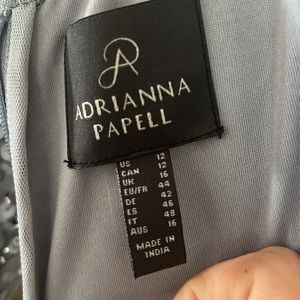 ADRIANNA
PAPELL
US 12
CAN 12
UK 16
EU/FR 44
DE 42
ES 46
IT 48
AUS 16
MADE IN
INDIA